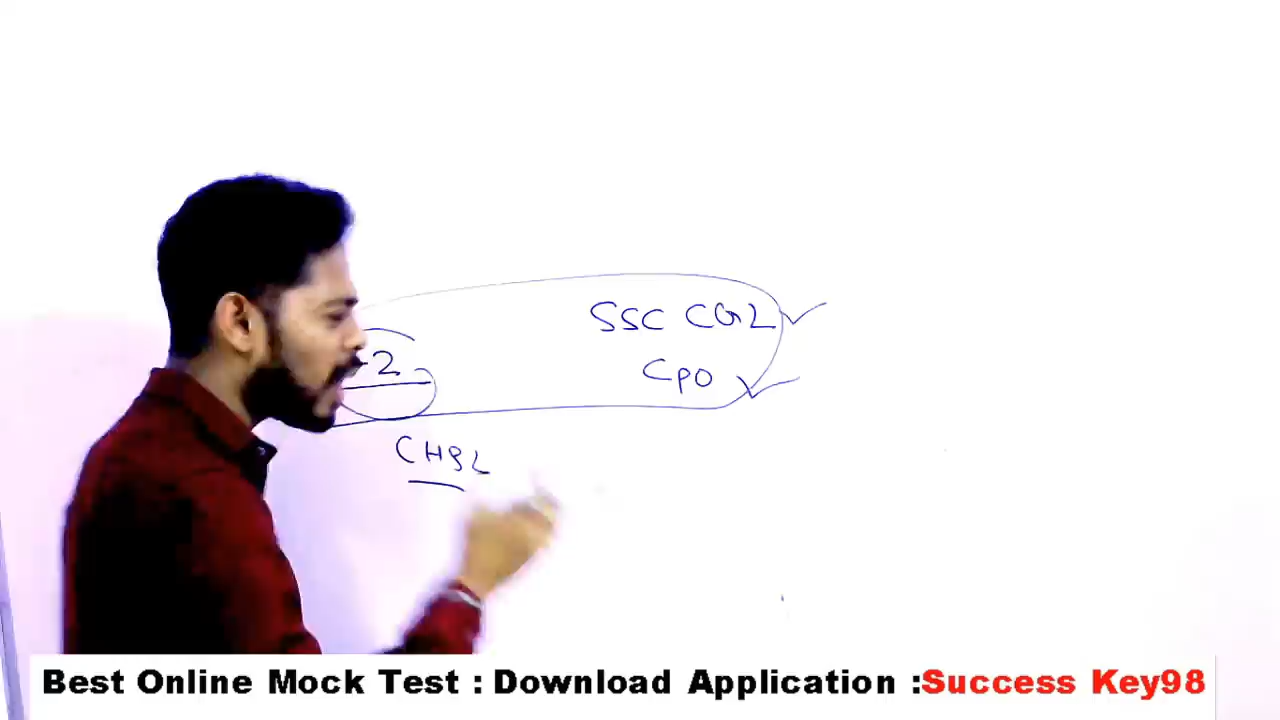 SSC CGL
-2
CPO
CHSL
Best Online Mock Test : Download Application :Success Key98